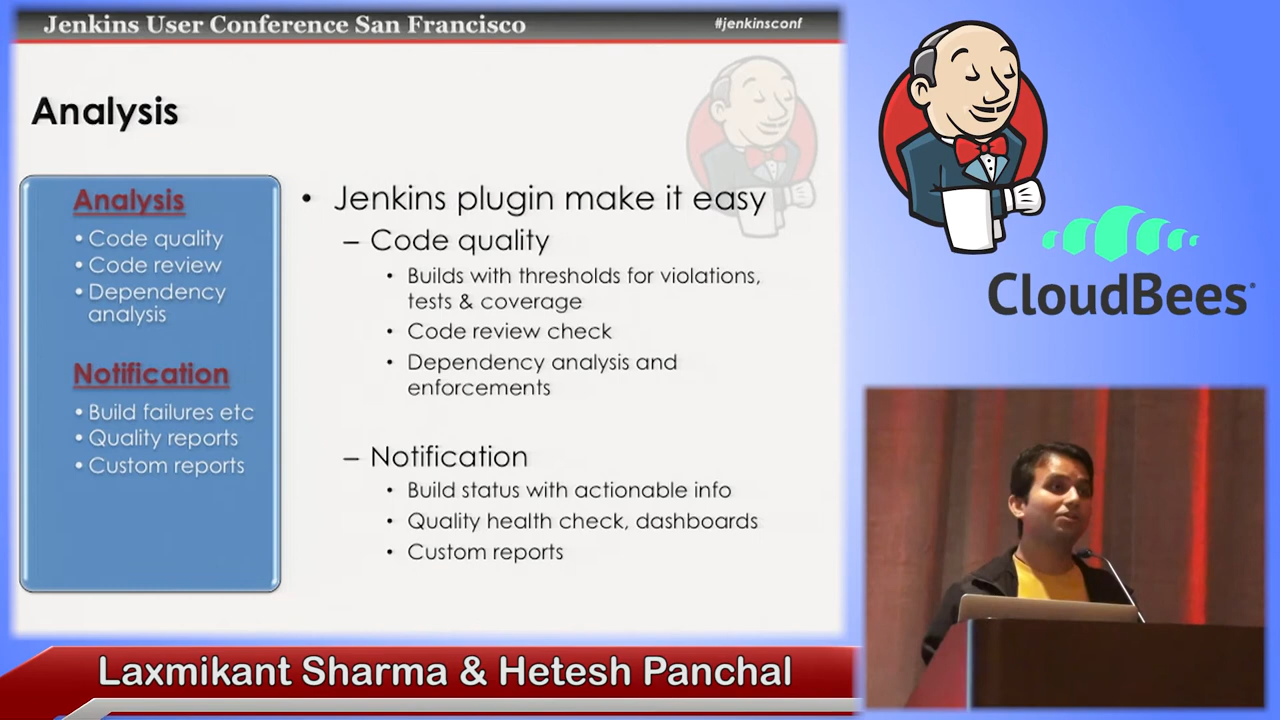 Jenkins User Conference San Francisco
#jenkinsconf
Analysis
Analysis
• Code quality
• Code review
• Dependency
analysis
Notification
• Build failures etc
• Quality reports
• Custom reports
• Jenkins plugin make it easy
– Code quality
• Builds with thresholds for violations,
tests & coverage
• Code review check
• Dependency analysis and
enforcements
– Notification
• Build status with actionable info
• Quality health check, dashboards
• Custom reports
CloudBees
Laxmikant Sharma & Hetesh Panchal